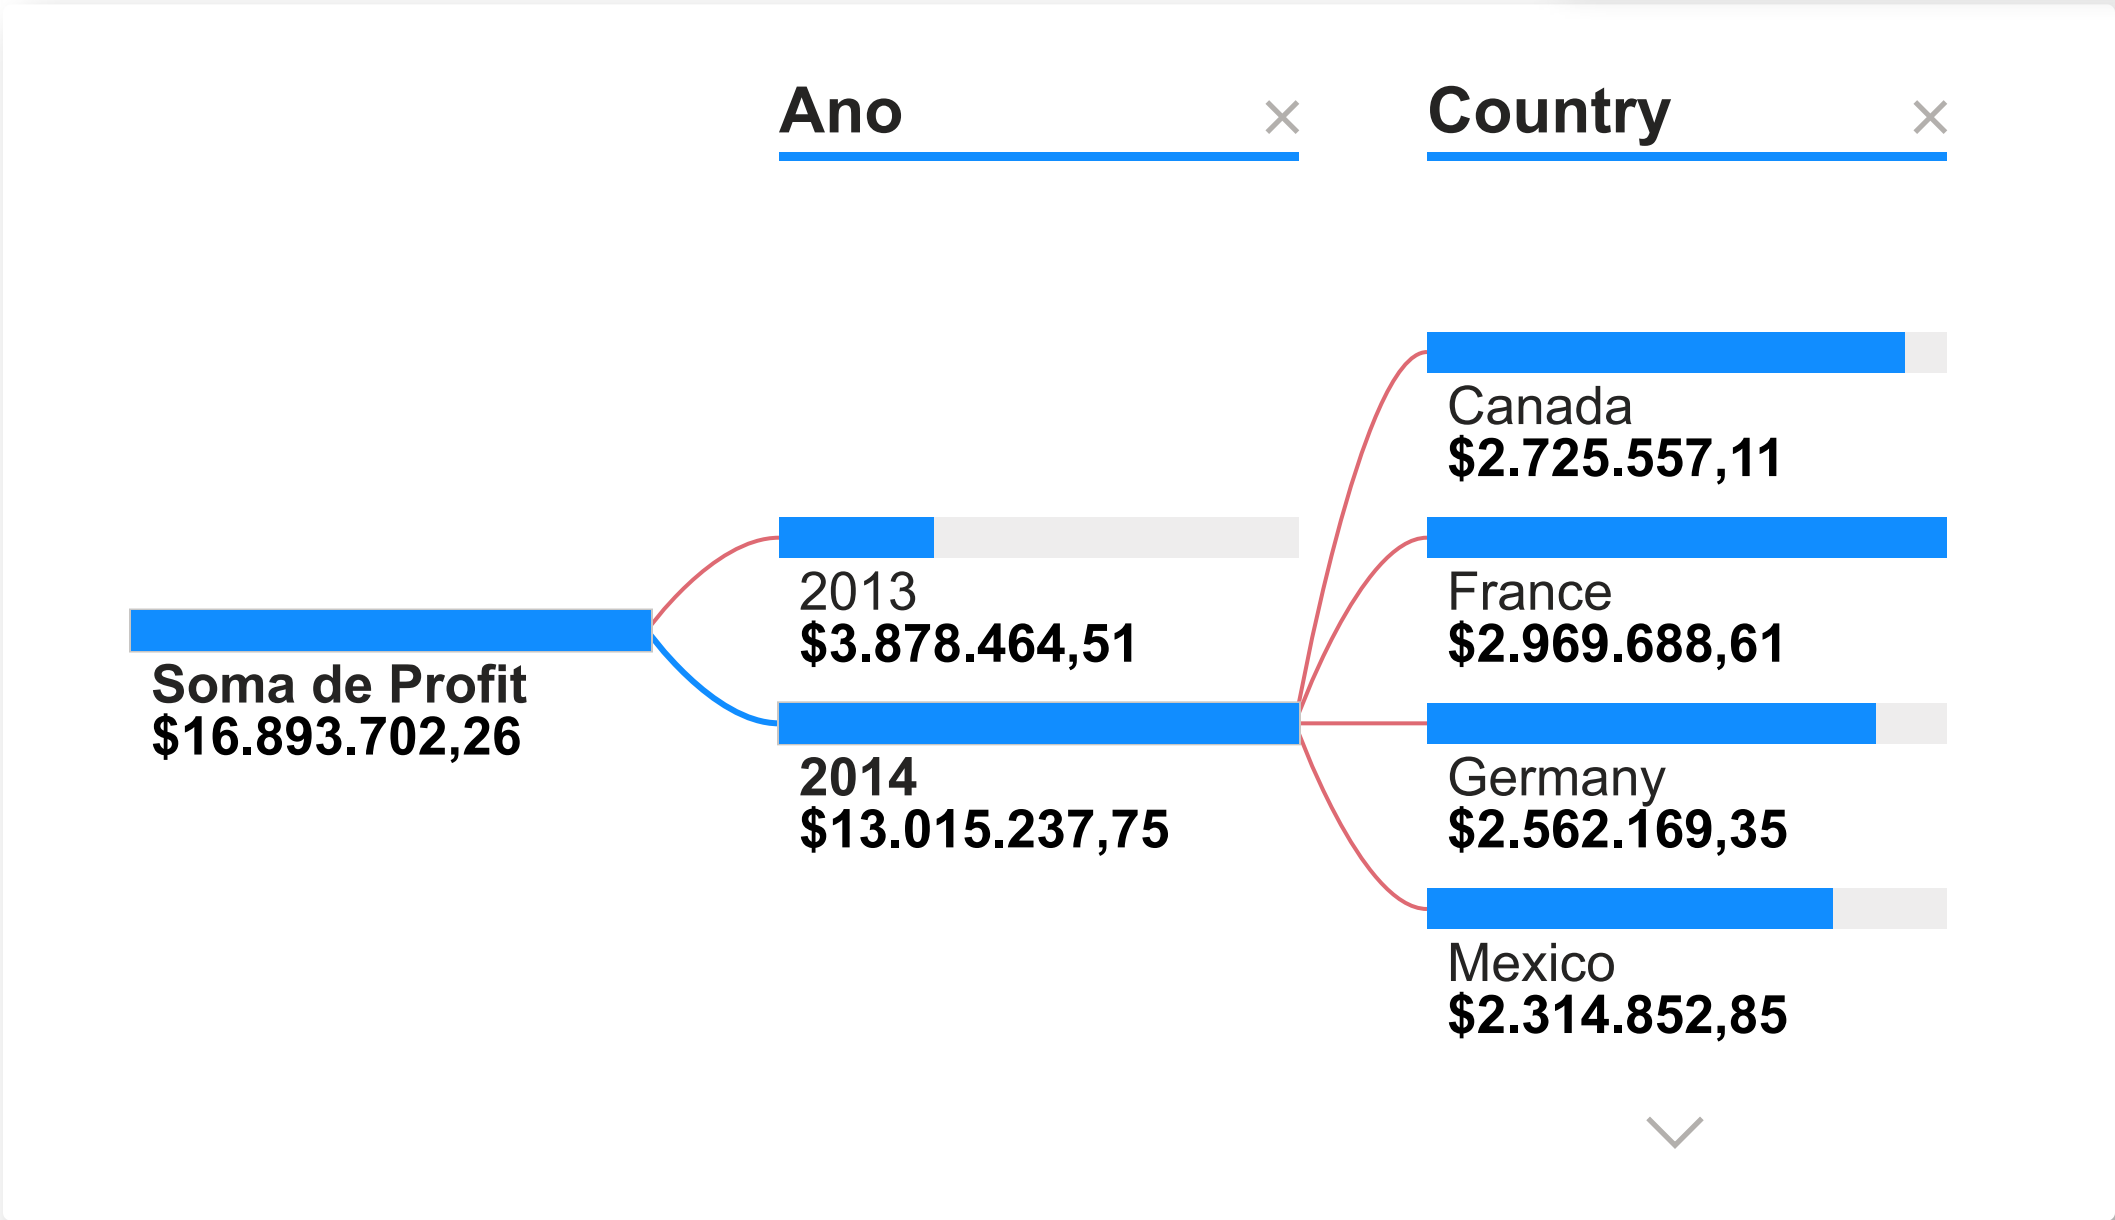 Ano
Country
Soma de Profit
$16.893.702,26
2013
$3.878.464,51
2014
$13.015.237,75
Canada
$2.725.557,11
France
$2.969.688,61
Germany
$2.562.169,35
Mexico
$2.314.852,85